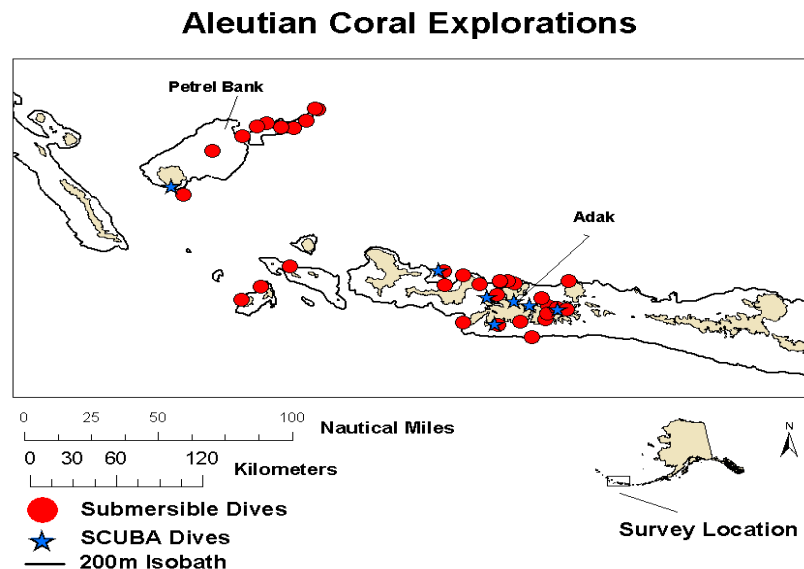 Aleutian Coral Explorations
Petrel Bank
Adak
0 25 50 100
Nautical Miles
0 30 60 120
Kilometers
N
Submersible Dives
SCUBA Dives
200m Isobath
Survey Location